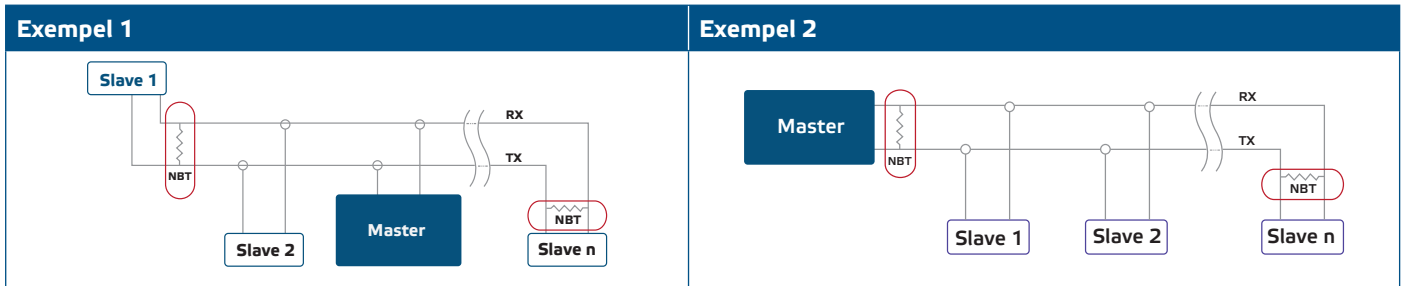 Exempel 1
Slave 1
RX
TX
NBT
NBT
Master
Slave 2
Slave n
Exempel 2
RX
Master
TX
NBT
NBT
Slave 1
Slave 2
Slave n